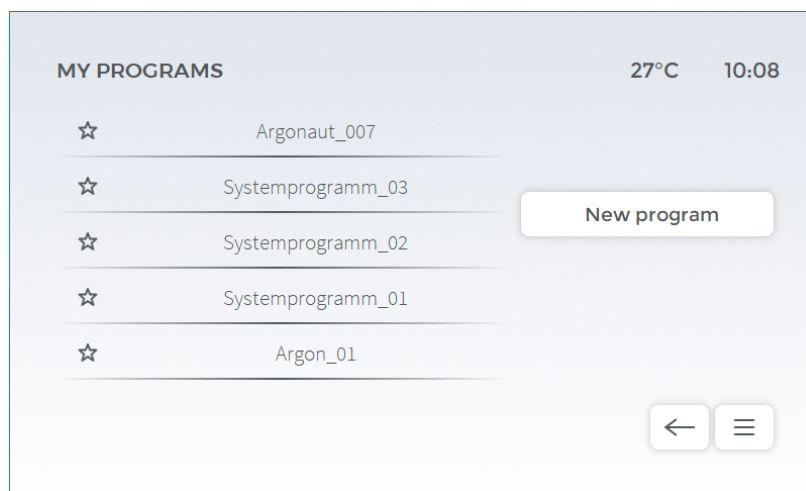 MY PROGRAMS 27°C 10:08
Argonaut_007
Systemprogramm_03
New program
Systemprogramm_02
Systemprogramm_01
Argon_01